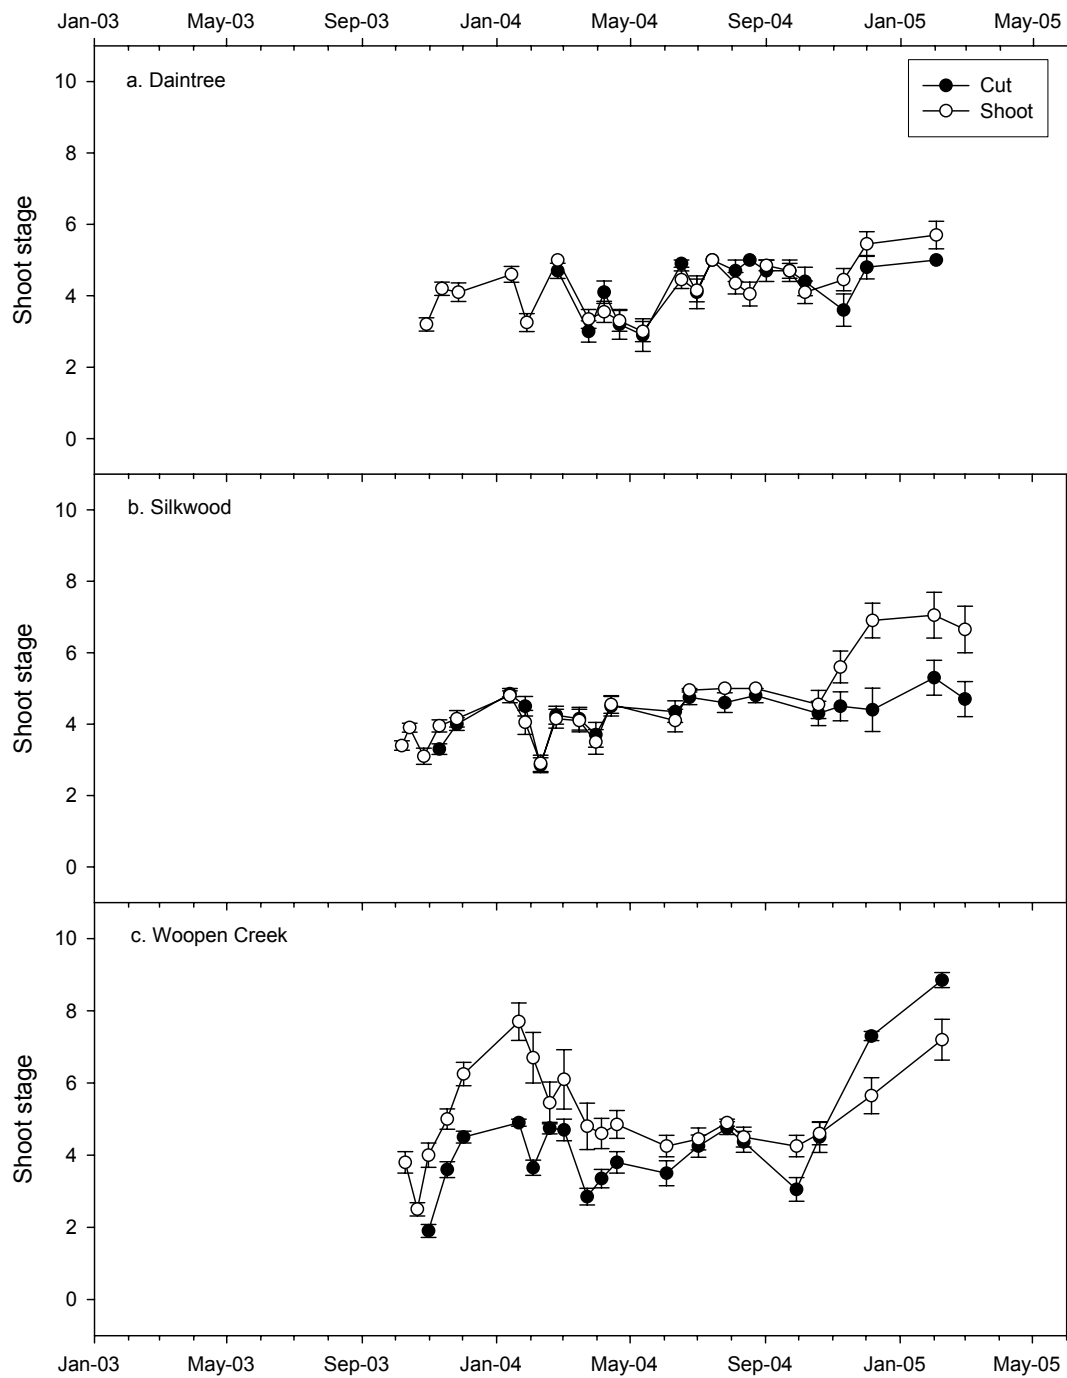 Jan-03 May-03 Sep-03 Jan-04 May-04 Sep-04 Jan-05 May-05
10
a. Daintree
Cut
Shoot
8
6
4
2
0
Shoot stage
10
b. Silkwood
8
6
4
2
0
Shoot stage
10
c. Woopen Creek
8
6
4
2
0
Shoot stage
Jan-03 May-03 Sep-03 Jan-04 May-04 Sep-04 Jan-05 May-05